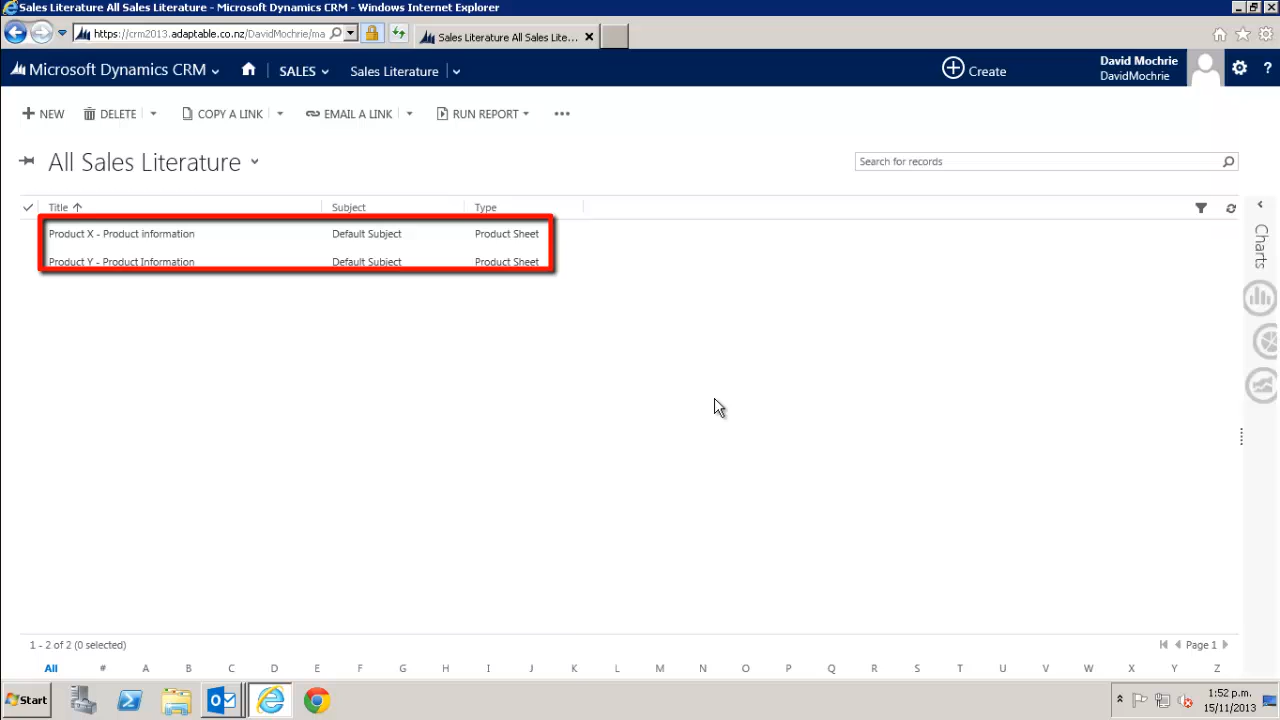 Sales Literature All Sales Literature - Microsoft Dynamics CRM - Windows Internet Explorer
https://crm2013.adaptable.co.nz/DavidMochrie/ma
Sales Literature All Sales Lite...
Microsoft Dynamics CRM
SALES
Sales Literature
Create
David Mochrie
DavidMochrie
?
NEW
DELETE
COPY A LINK
EMAIL A LINK
RUN REPORT
All Sales Literature
Search for records
Title Subject Type
Product X - Product information Default Subject Product Sheet
Product Y - Product Information Default Subject Product Sheet
Charts
1 - 2 of 2 (0 selected)
Page 1
All # A B C D E F G H I J K L M N O P Q R S T U V W X Y Z
Start
1:52 p.m.
15/11/2013